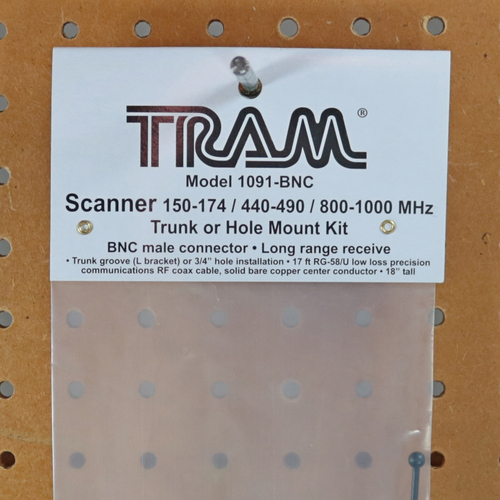 TRAM®
Model 1091-BNC
Scanner 150-174 / 440-490 / 800-1000 MHz
Trunk or Hole Mount Kit
BNC male connector • Long range receive
• Trunk groove (L bracket) or 3/4" hole installation • 17 ft RG-58/U low loss precision
communications RF coax cable, solid bare copper center conductor • 18" tall